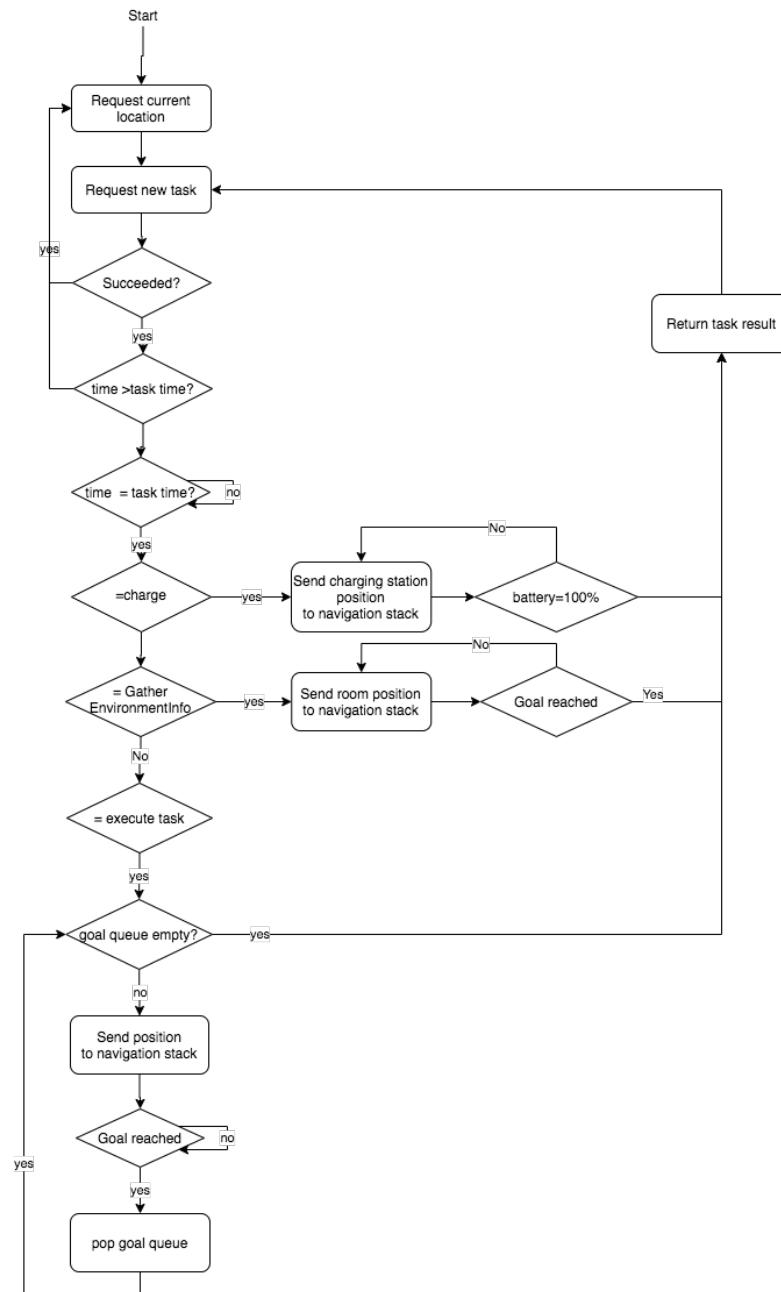 Start
Request current
location
Request new task
yes
Succeeded?
yes
Return task result
time >task time?
time = task time?
no
yes
No
=charge
yes
Send charging station
position
to navigation stack
battery=100%
No
= Gather
EnvironmentInfo
yes
Send room position
to navigation stack
Goal reached
Yes
No
= execute task
yes
goal queue empty?
yes
no
Send position
to navigation stack
Goal reached
no
yes
yes
pop goal queue